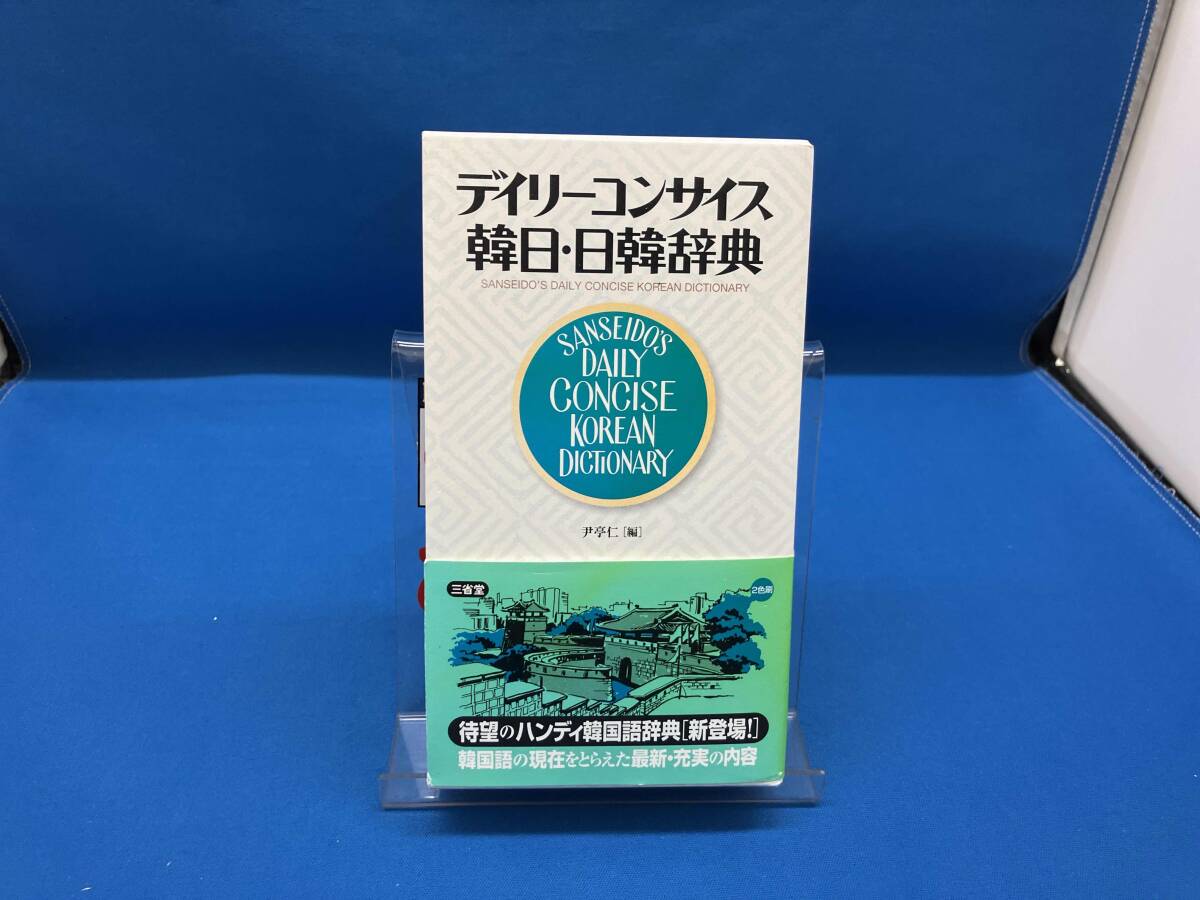 デイリーコンサイス
韓日・日韓辞典
SANSEIDO'S DAILY CONCISE KOREAN DICTIONARY
SANSEIDO'S
DAILY
CONCISE
KOREAN
DICTIONARY
尹亭仁[編]
三省堂
2色刷
待望のハンディ韓国語辞典[新登場!]
韓国語の現在をとらえた最新・充実の内容